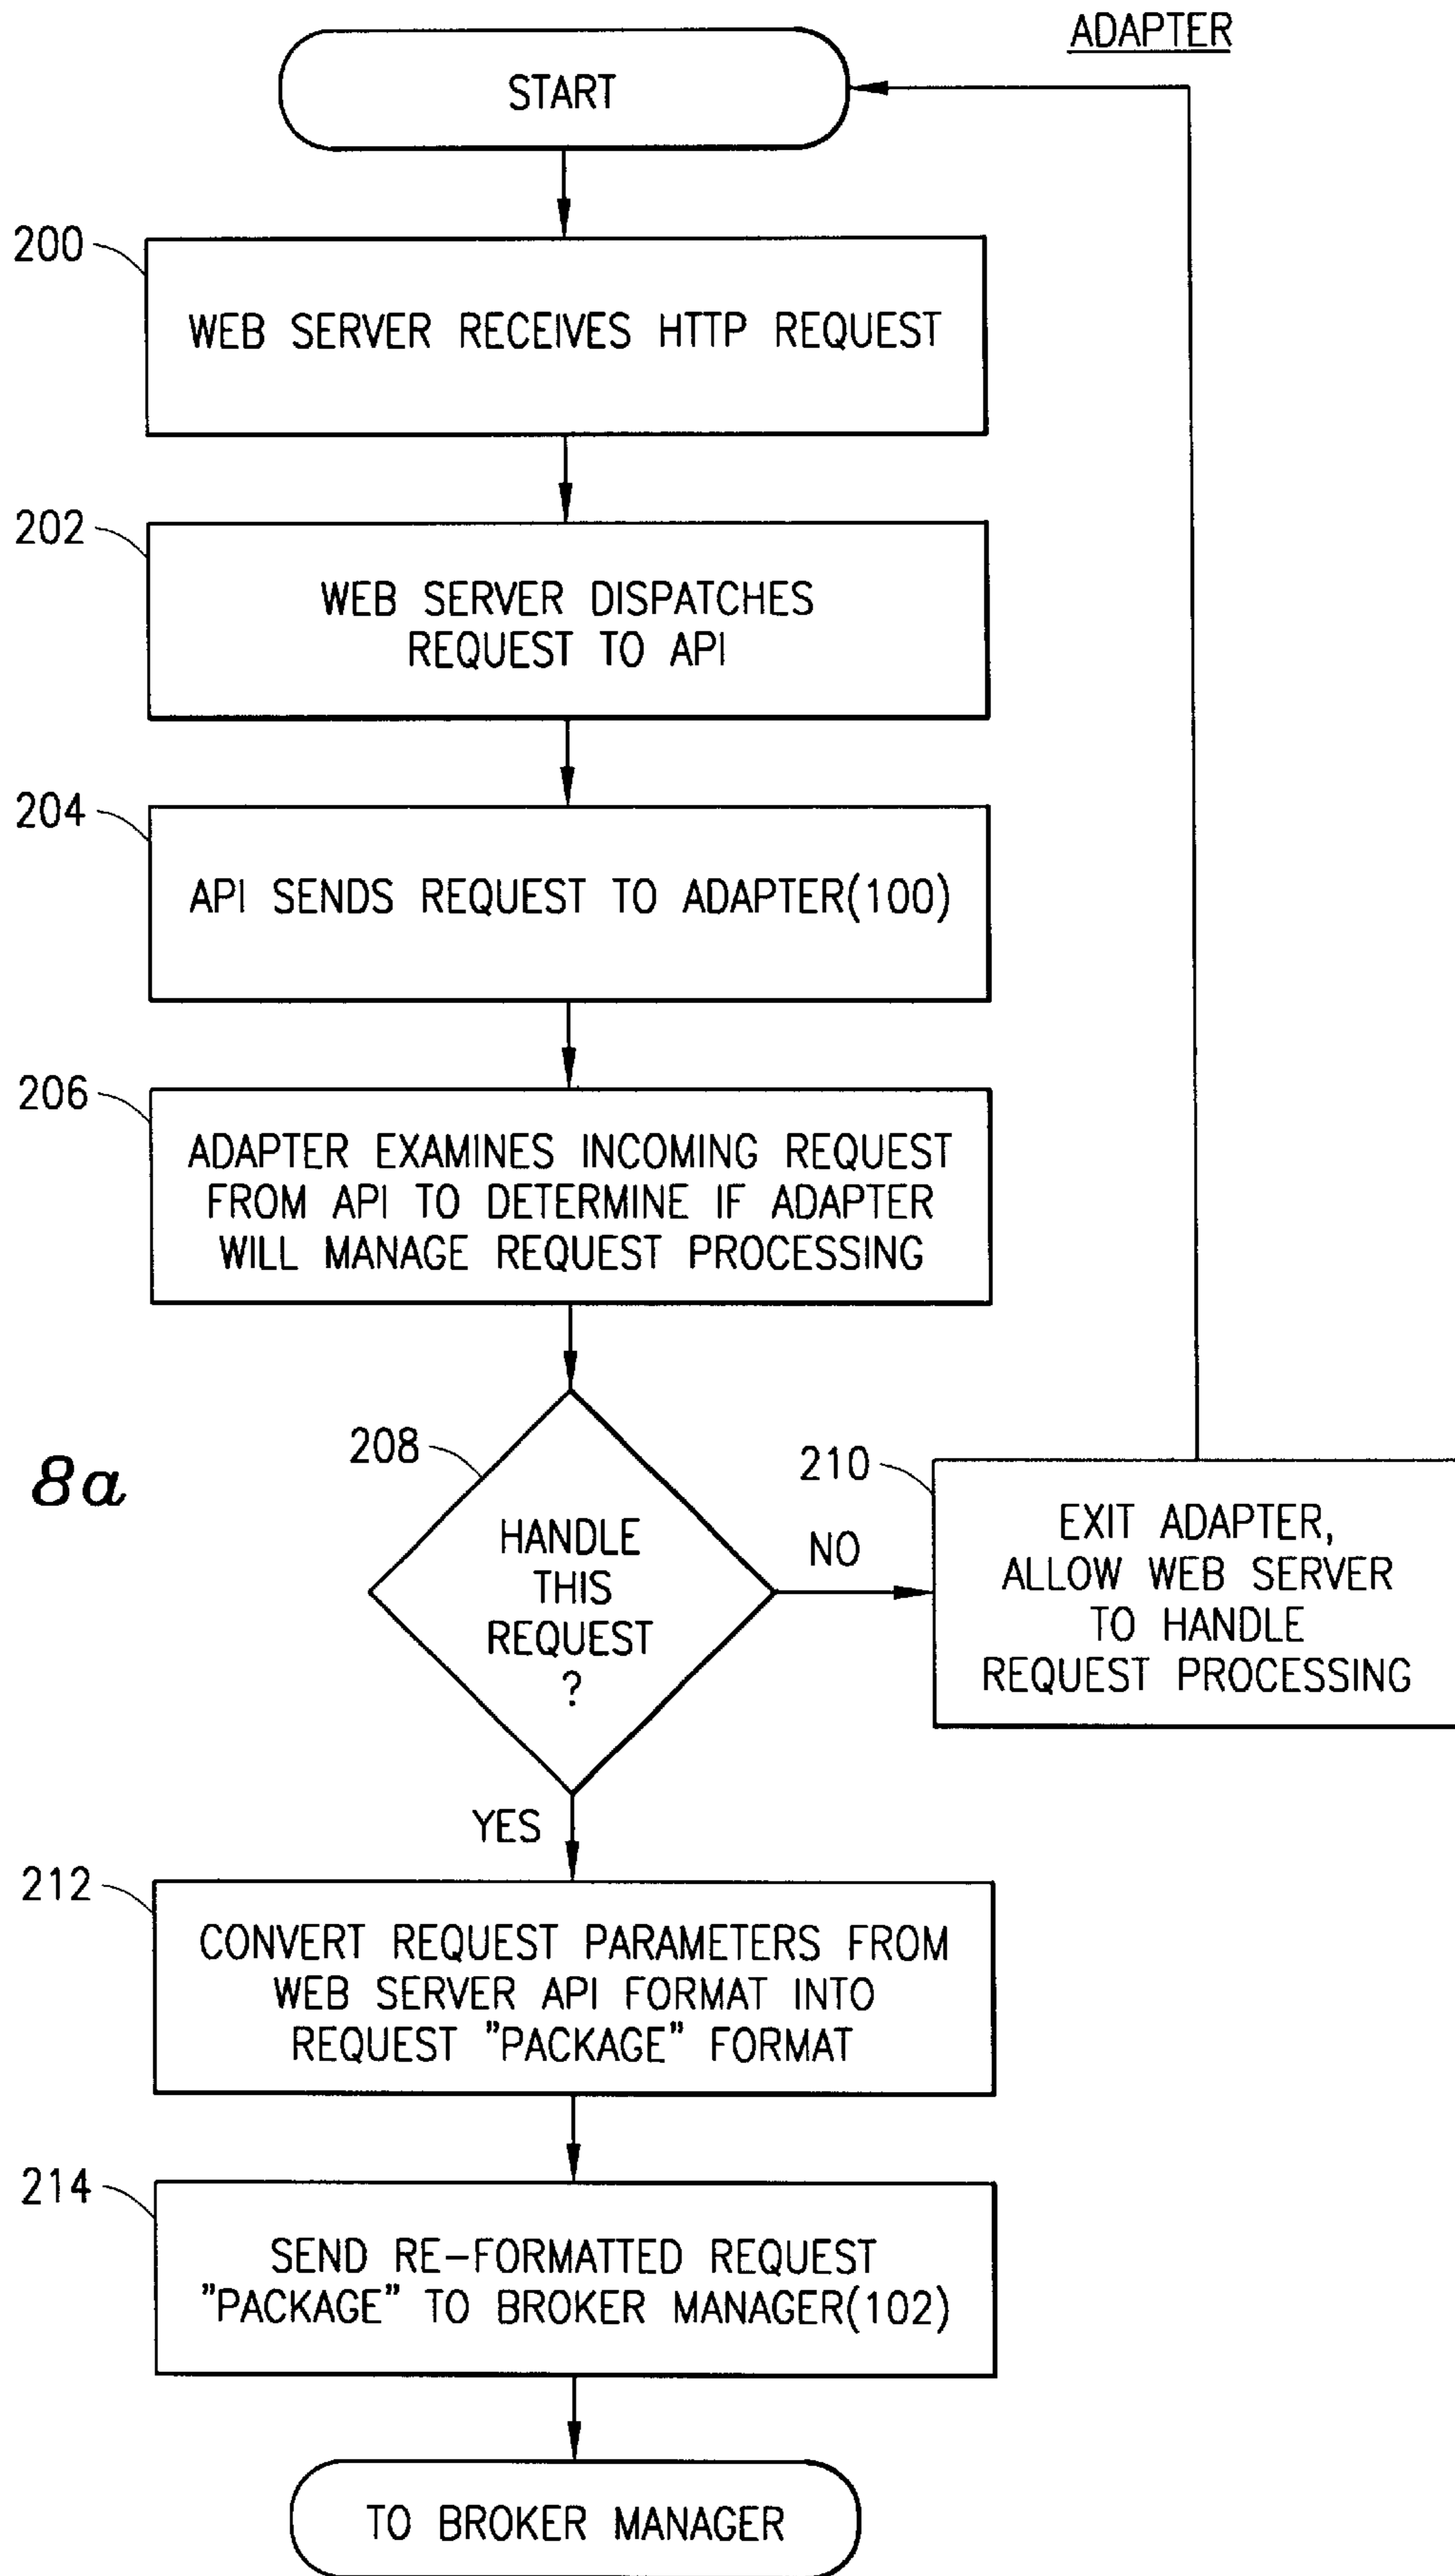 ADAPTER
START
200
WEB SERVER RECEIVES HTTP REQUEST
202
WEB SERVER DISPATCHES
REQUEST TO API
204
API SENDS REQUEST TO ADAPTER(100)
206
ADAPTER EXAMINES INCOMING REQUEST
FROM API TO DETERMINE IF ADAPTER
WILL MANAGE REQUEST PROCESSING
8a
208
HANDLE
THIS
REQUEST
?
NO
210
EXIT ADAPTER,
ALLOW WEB SERVER
TO HANDLE
REQUEST PROCESSING
YES
212
CONVERT REQUEST PARAMETERS FROM
WEB SERVER API FORMAT INTO
REQUEST "PACKAGE" FORMAT
214
SEND RE-FORMATTED REQUEST
"PACKAGE" TO BROKER MANAGER(102)
TO BROKER MANAGER